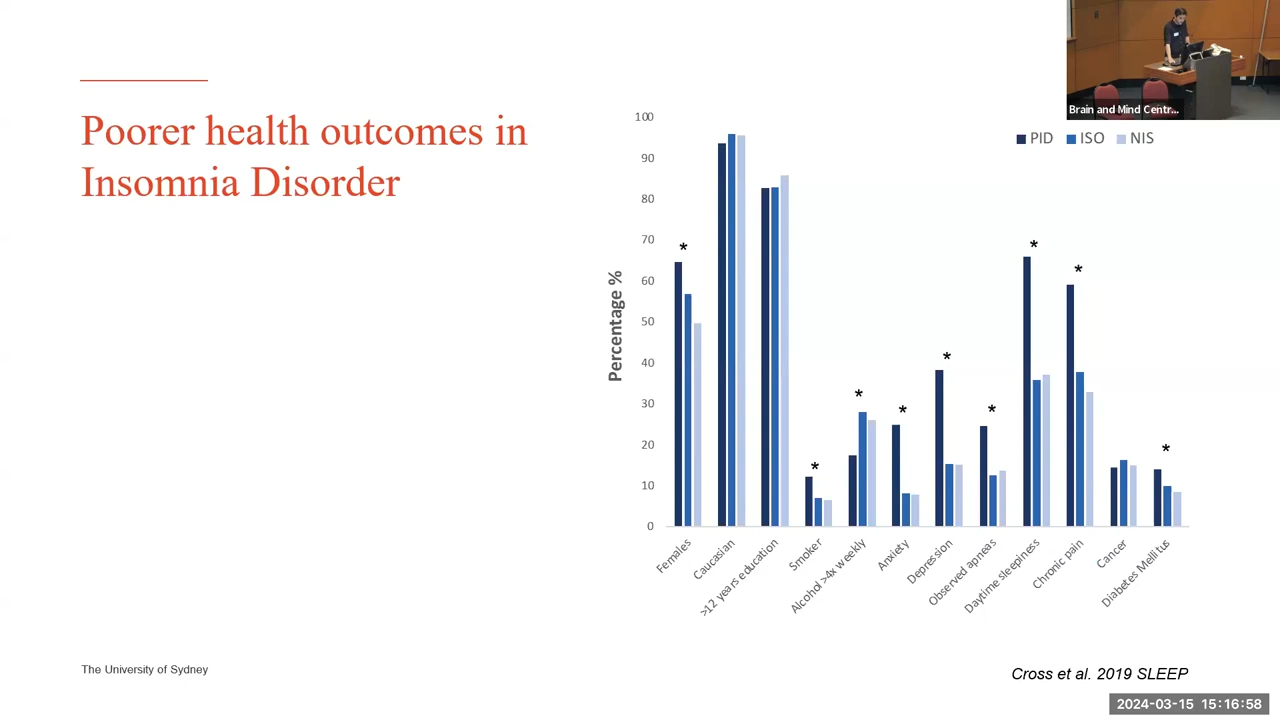 Poorer health outcomes in
Insomnia Disorder
Brain and Mind Centr...
PID ISO NIS
Percentage %
100
90
80
70
60
50
40
30
20
10
0
*
*
*
*
*
*
*
*
*
Females
Caucasian
>12 years education
Smoker
Alcohol >4x weekly
Anxiety
Depression
Observed apneas
Daytime sleepiness
Chronic pain
Cancer
Diabetes Mellitus
The University of Sydney
Cross et al. 2019 SLEEP
2024-03-15 15:16:58